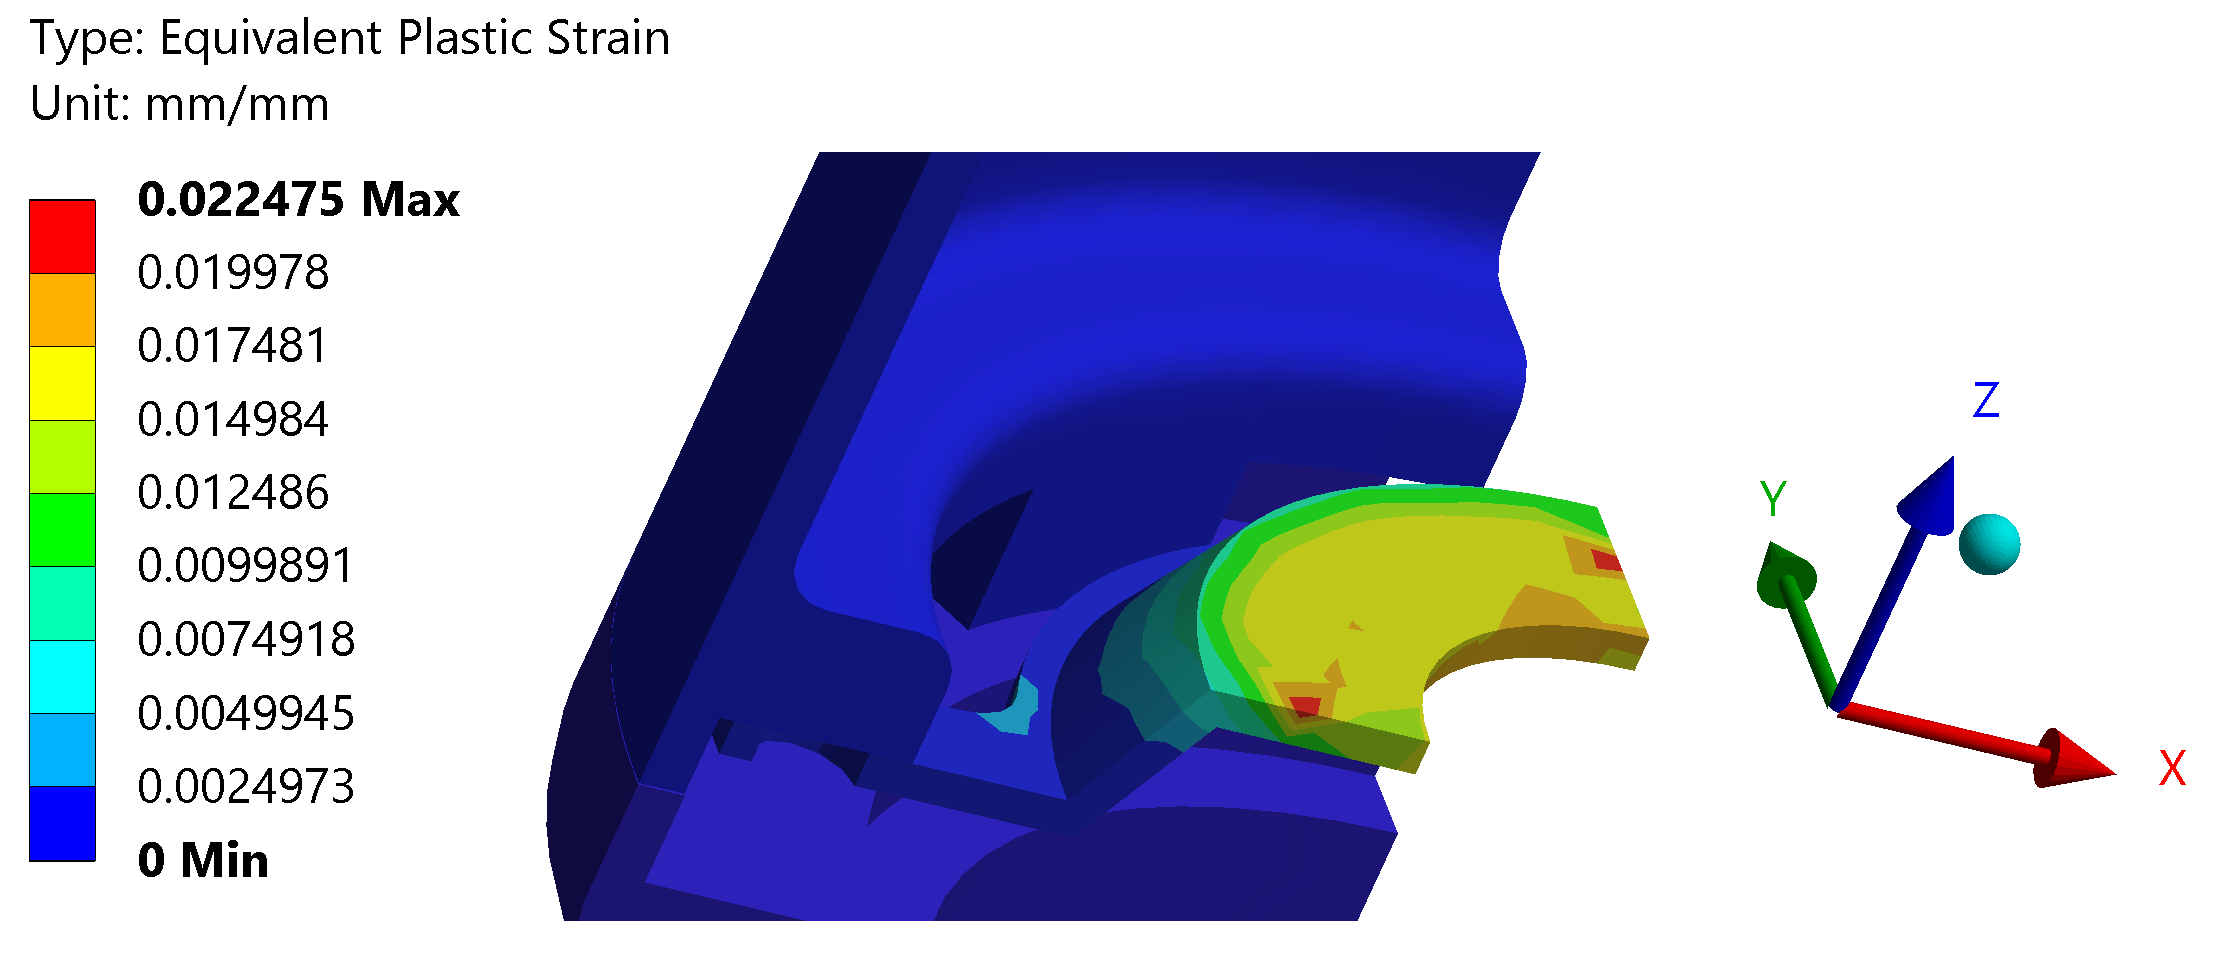 Type: Equivalent Plastic Strain
Unit: mm/mm
0.022475 Max
0.019978
0.017481
0.014984
0.012486
0.0099891
0.0074918
0.0049945
0.0024973
0 Min
Z
Y
X